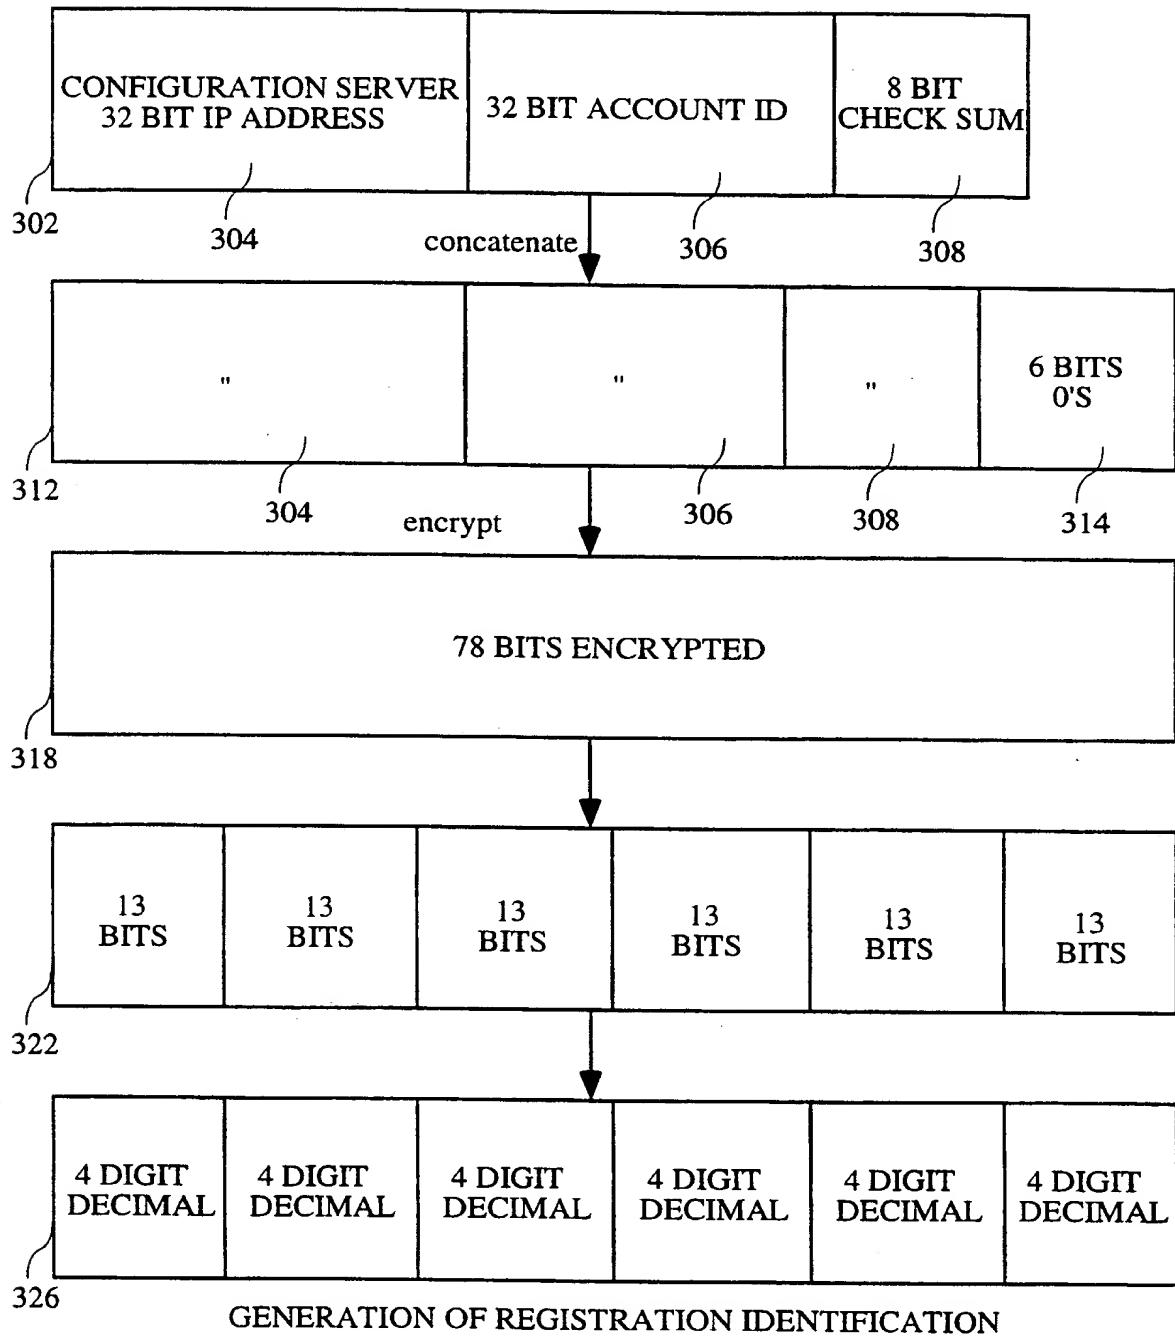 CONFIGURATION SERVER
32 BIT IP ADDRESS
32 BIT ACCOUNT ID
8 BIT
CHECK SUM
302
304
concatenate
306
308
"
"
"
6 BITS
0'S
312
304
encrypt
306
308
314
78 BITS ENCRYPTED
318
13
BITS
13
BITS
13
BITS
13
BITS
13
BITS
13
BITS
322
4 DIGIT
DECIMAL
4 DIGIT
DECIMAL
4 DIGIT
DECIMAL
4 DIGIT
DECIMAL
4 DIGIT
DECIMAL
4 DIGIT
DECIMAL
326
GENERATION OF REGISTRATION IDENTIFICATION